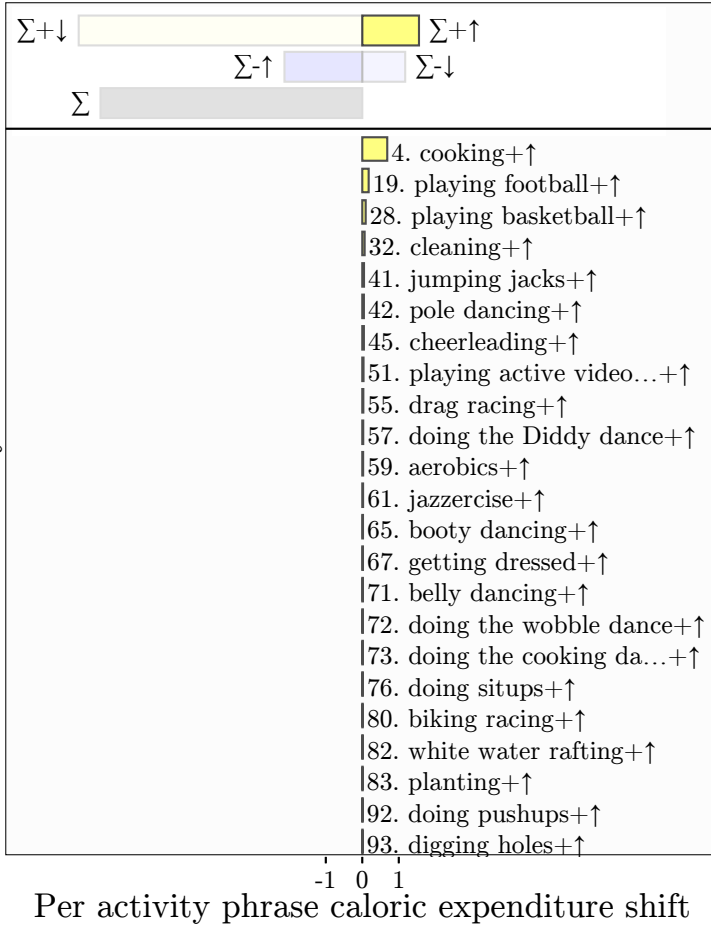 ∑+↓ ∑+↑
∑-↑ ∑-↓
∑
4. cooking+↑
19. playing football+↑
28. playing basketball+↑
32. cleaning+↑
41. jumping jacks+↑
42. pole dancing+↑
45. cheerleading+↑
51. playing active video...+↑
55. drag racing+↑
57. doing the Diddy dance+↑
59. aerobics+↑
61. jazzercise+↑
65. booty dancing+↑
67. getting dressed+↑
71. belly dancing+↑
72. doing the wobble dance+↑
73. doing the cooking da...+↑
76. doing situps+↑
80. biking racing+↑
82. white water rafting+↑
83. planting+↑
92. doing pushups+↑
93. digging holes+↑
-1 0 1
Per activity phrase caloric expenditure shift